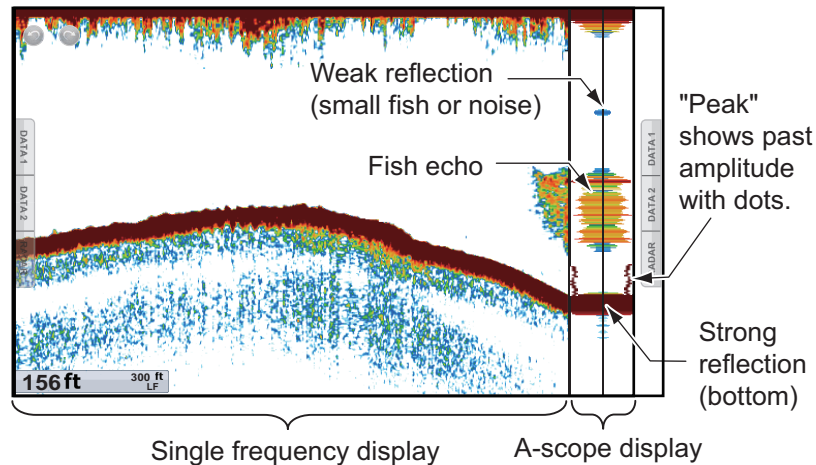 Weak reflection
(small fish or noise)
Fish echo
"Peak"
shows past
amplitude
with dots.
Strong
reflection
(bottom)
DATA 1
DATA 2
DATA 1
DATA 2
ADAR
156 ft
300 ft
LF
Single frequency display
A-scope display